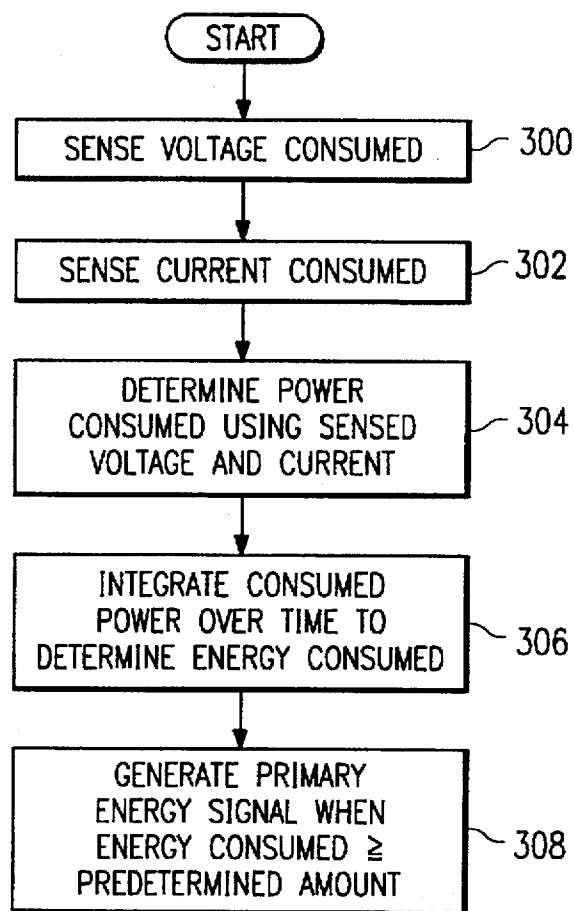 START
SENSE VOLTAGE CONSUMED
300
SENSE CURRENT CONSUMED
302
DETERMINE POWER
CONSUMED USING SENSED
VOLTAGE AND CURRENT
304
INTEGRATE CONSUMED
POWER OVER TIME TO
DETERMINE ENERGY CONSUMED
306
GENERATE PRIMARY
ENERGY SIGNAL WHEN
ENERGY CONSUMED ≥
PREDETERMINED AMOUNT
308